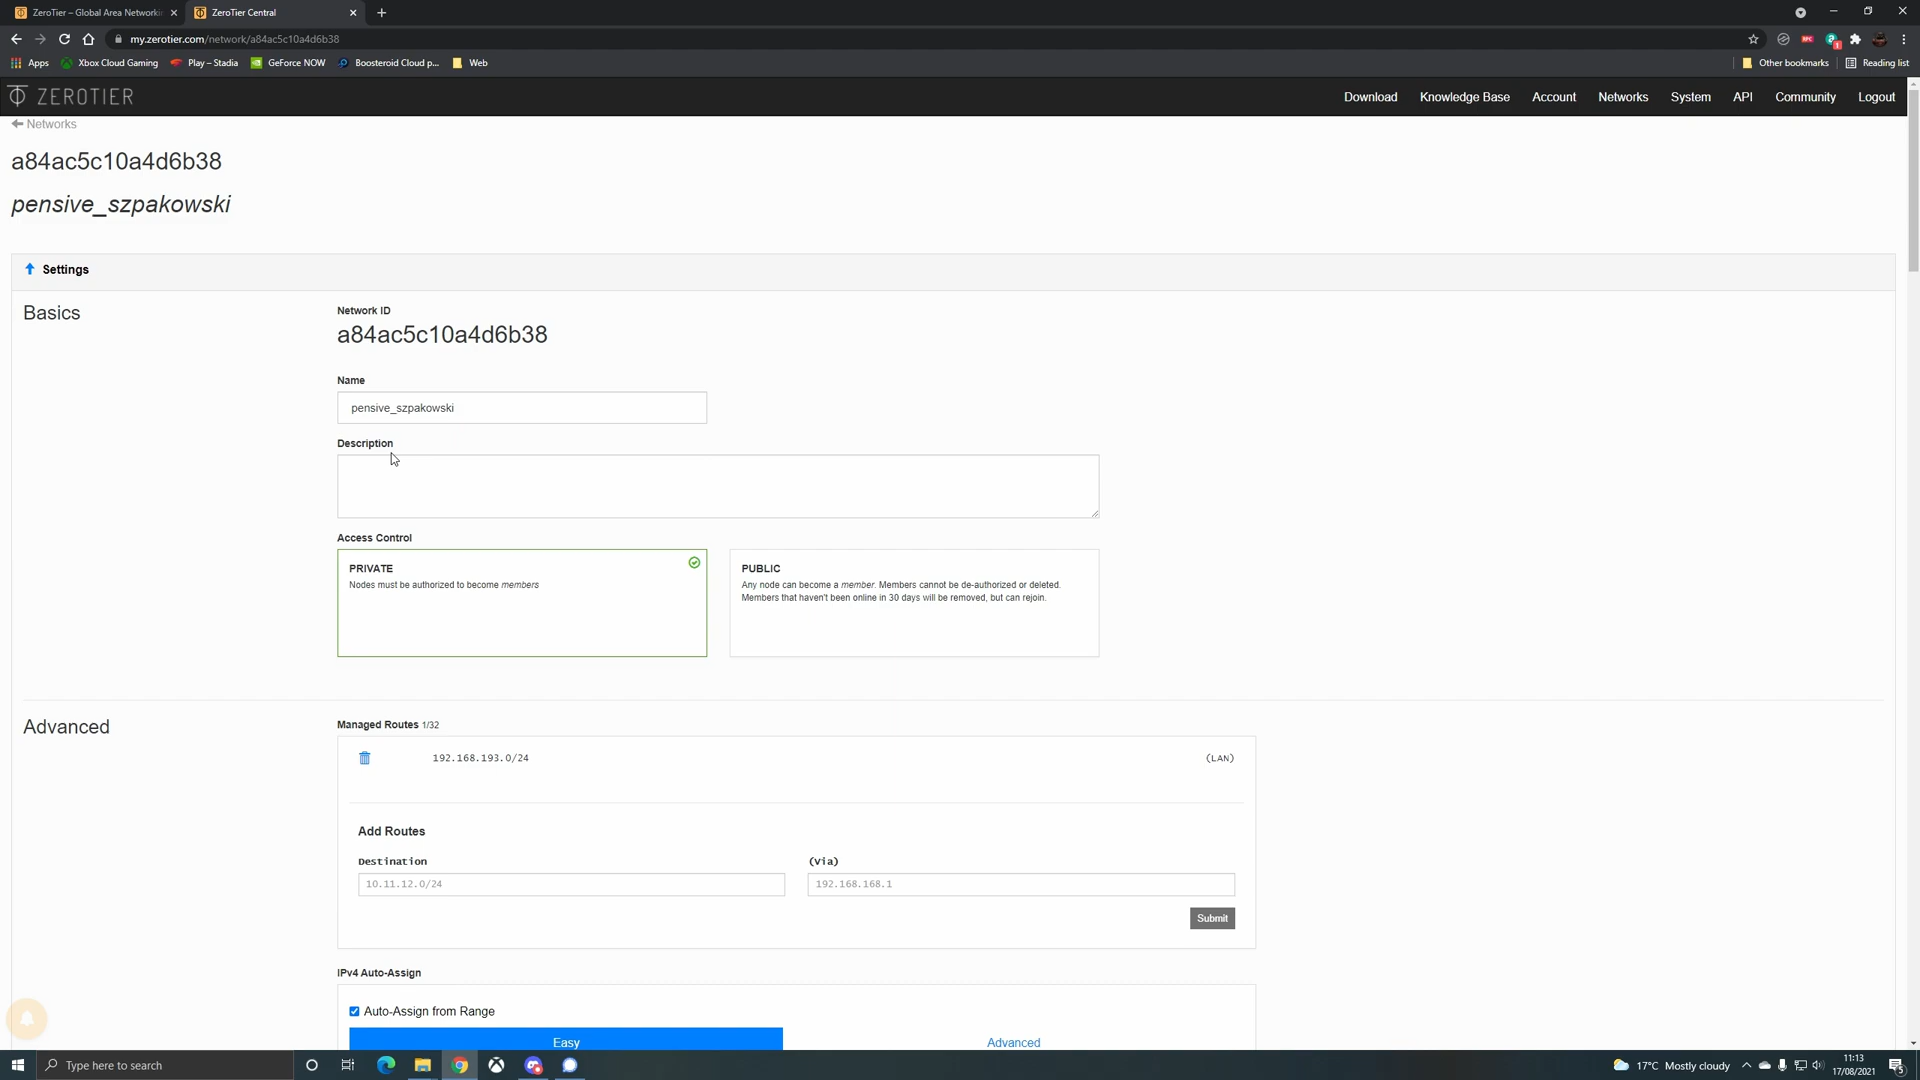 ZeroTier – Global Area Networkin
ZeroTier Central
my.zerotier.com/network/a84ac5c10a4d6b38
Apps
Xbox Cloud Gaming
Play – Stadia
GeForce NOW
Boosteroid Cloud p...
Web
Other bookmarks
Reading list
ZEROTIER
Download
Knowledge Base
Account
Networks
System
API
Community
Logout
Networks
a84ac5c10a4d6b38
pensive_szpakowski
Settings
Basics
Network ID
a84ac5c10a4d6b38
Name
pensive_szpakowski
Description
Access Control
PRIVATE
Nodes must be authorized to become members
PUBLIC
Any node can become a member. Members cannot be de-authorized or deleted.
Members that haven't been online in 30 days will be removed, but can rejoin.
Advanced
Managed Routes 1/32
192.168.193.0/24
(LAN)
Add Routes
Destination
(Via)
10.11.12.0/24
192.168.168.1
Submit
IPv4 Auto-Assign
Auto-Assign from Range
Easy
Advanced
Type here to search
17°C Mostly cloudy
11:13
17/08/2021